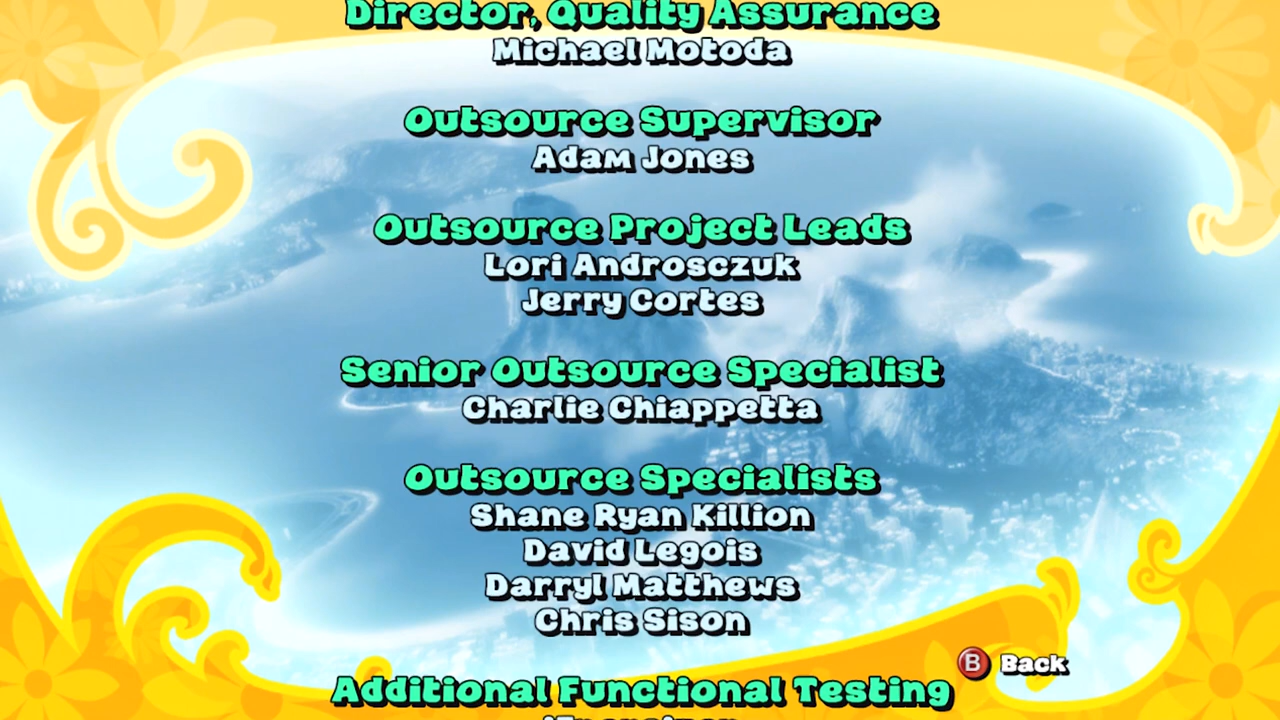 Director, Quality Assurance
Michael Motoda
Outsource Supervisor
Adam Jones
Outsource Project Leads
Lori Androsczuk
Jerry Cortes
Senior Outsource Specialist
Charlie Chiappetta
Outsource Specialists
Shane Ryan Killion
David Legois
Darryl Matthews
Chris Sison
B Back
Additional Functional Testing